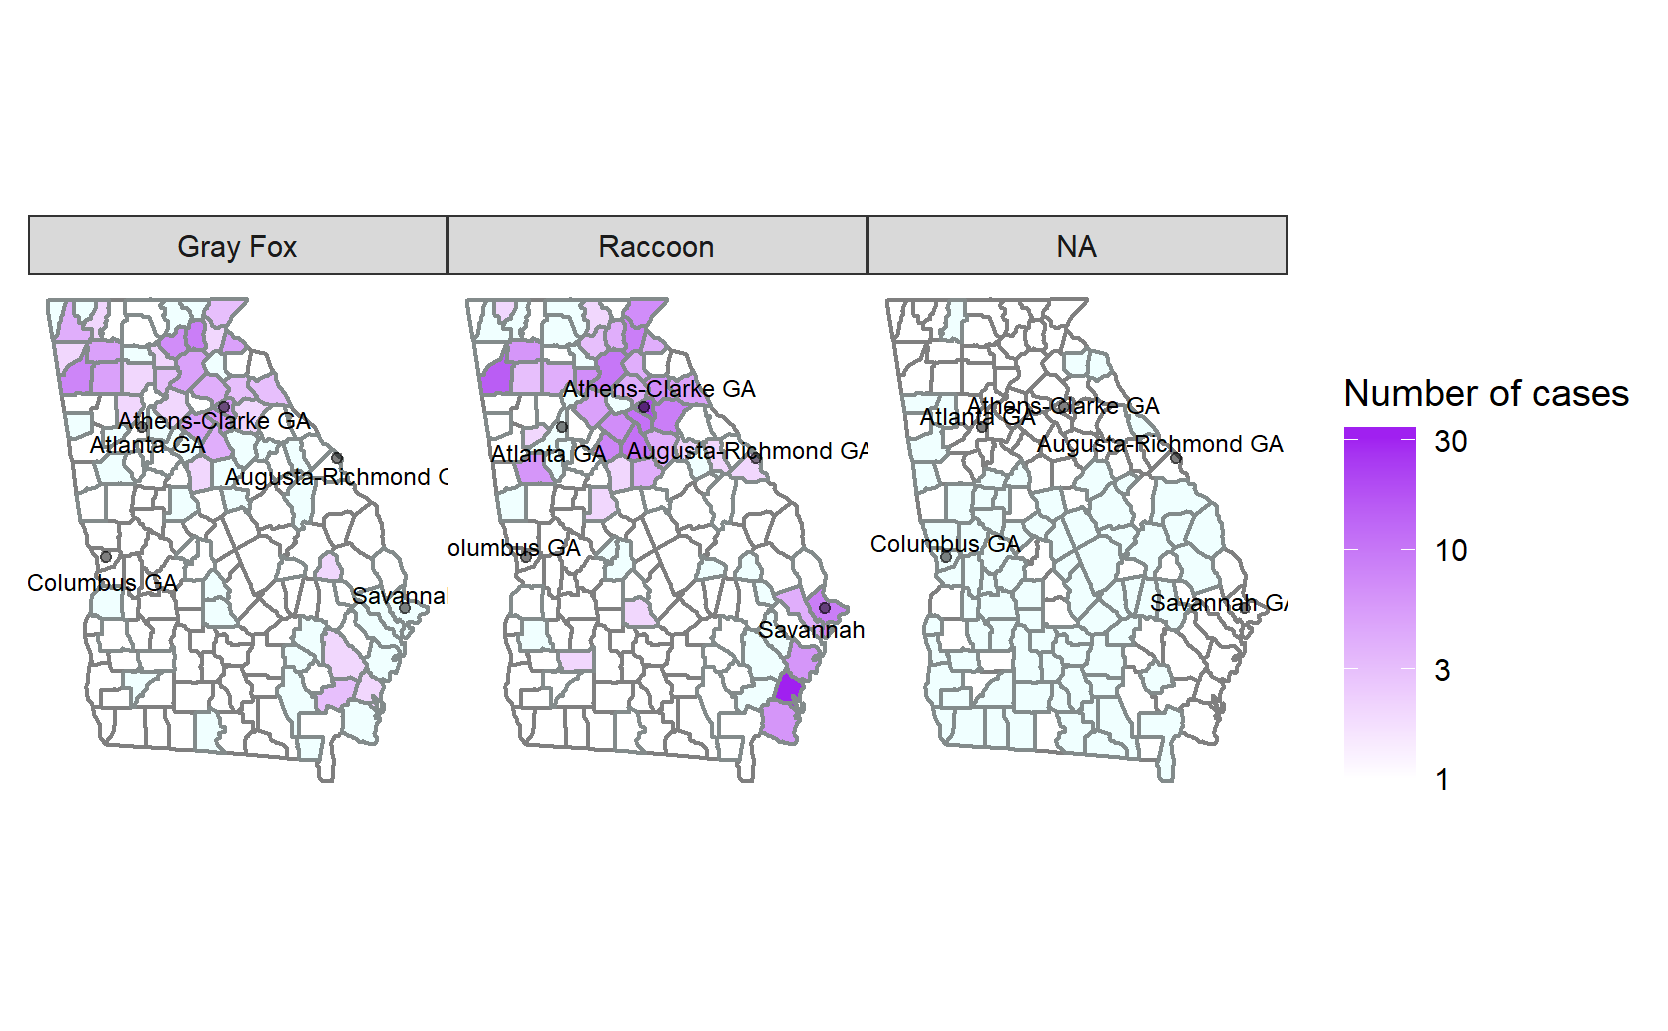 Gray Fox
Raccoon
NA
Athens-Clarke GA
Atlanta GA
Augusta-Richmond G
Columbus GA
Savanna
Athens-Clarke GA
Atlanta GA
Augusta-Richmond GA
olumbus GA
Savannah
Athens-Clarke GA
Atlanta GA
Augusta-Richmond GA
Columbus GA
Savannah GA
Number of cases
30
10
3
1